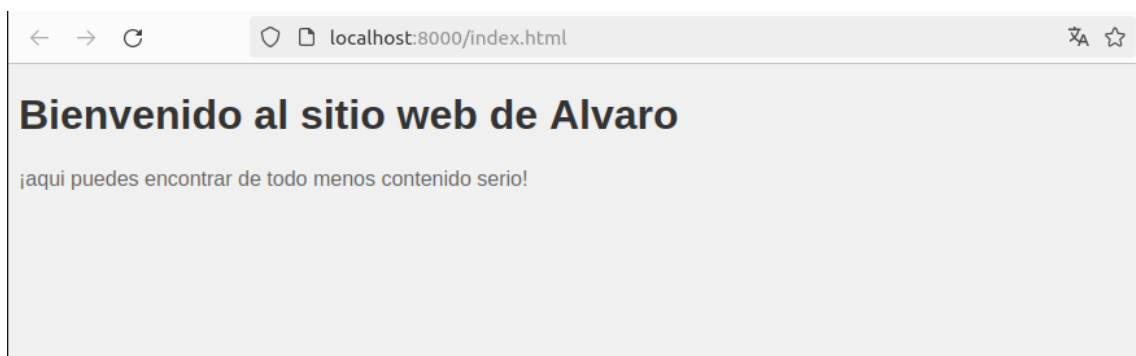 localhost:8000/index.html
Bienvenido al sitio web de Alvaro
¡aqui puedes encontrar de todo menos contenido serio!